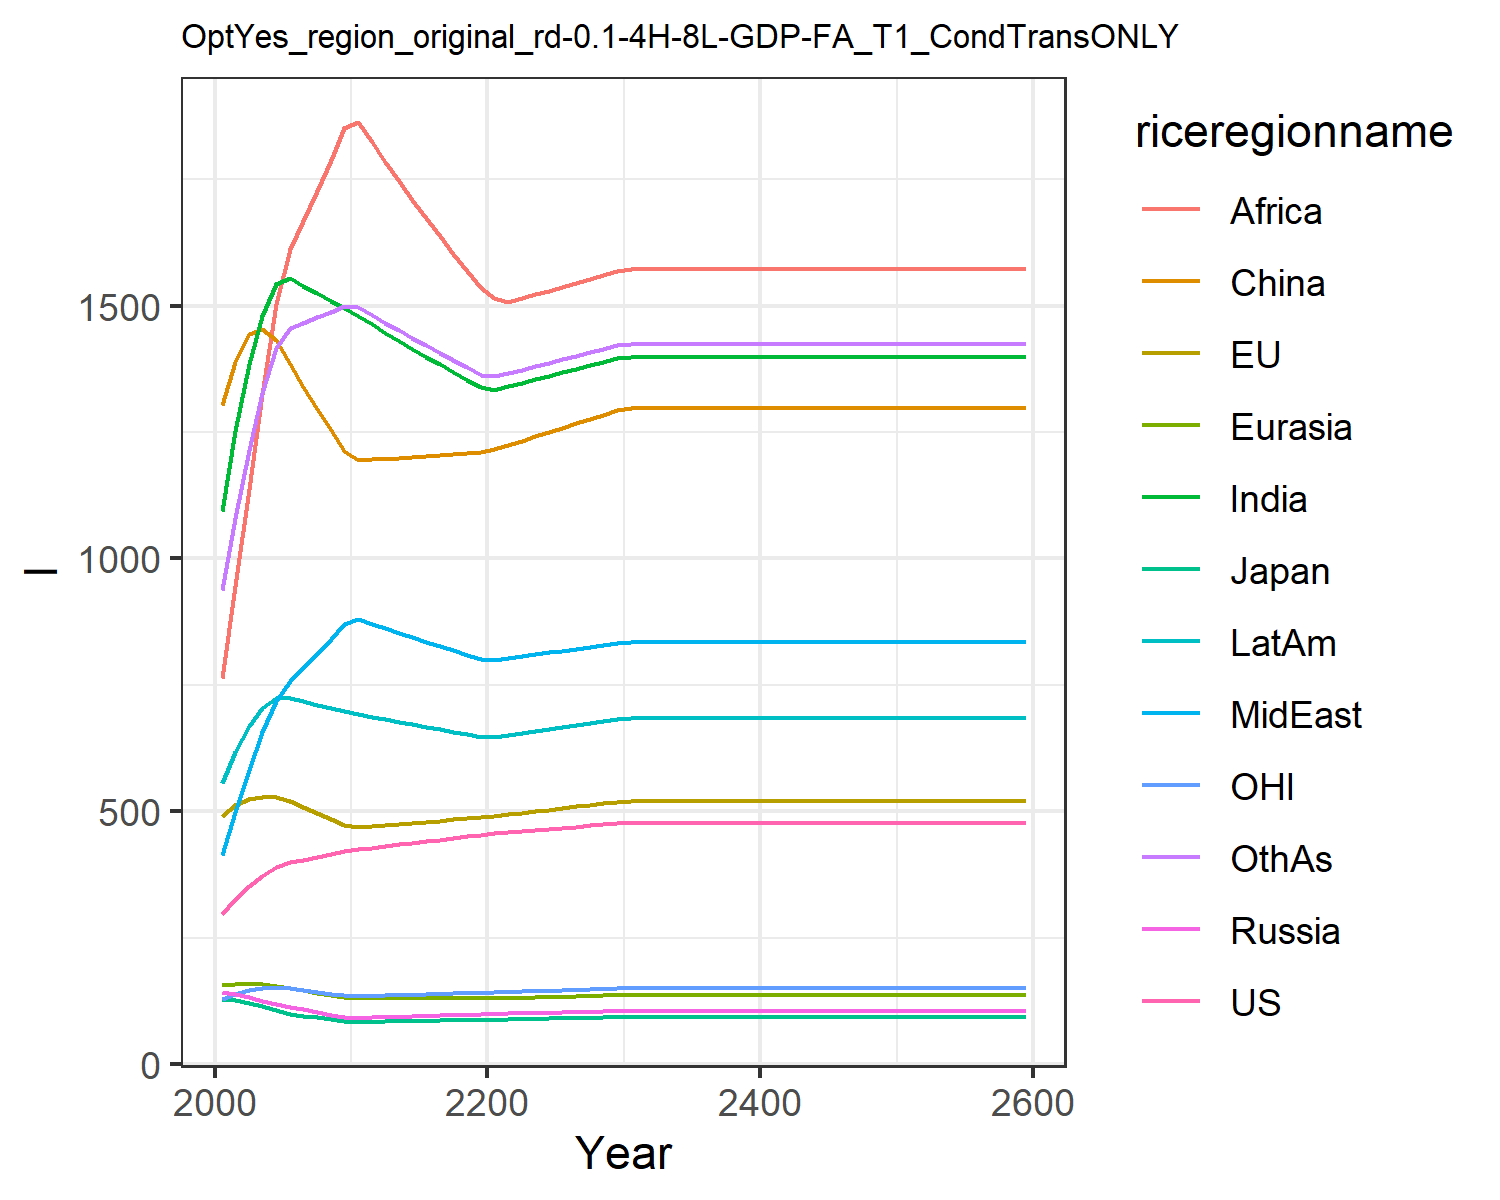 OptYes_region_original_rd-0.1-4H-8L-GDP-FA_T1_CondTransONLY
1500
1000
500
0
l
2000 2200 2400 2600
Year
riceregionname
Africa
China
EU
Eurasia
India
Japan
LatAm
MidEast
OHI
OthAs
Russia
US